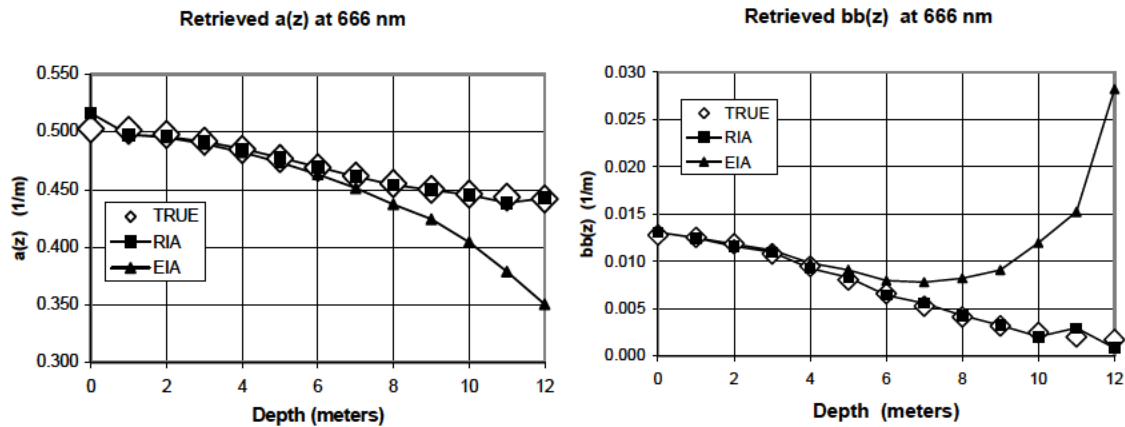 Retrieved a(z) at 666 nm
0.550
0.500
0.450
0.400
0.350
0.300
a(z) (1/m)
TRUE
RIA
EIA
0 2 4 6 8 10 12
Depth (meters)
Retrieved bb(z) at 666 nm
0.030
0.025
0.020
0.015
0.010
0.005
0.000
bb(z) (1/m)
TRUE
RIA
EIA
0 2 4 6 8 10 12
Depth (meters)